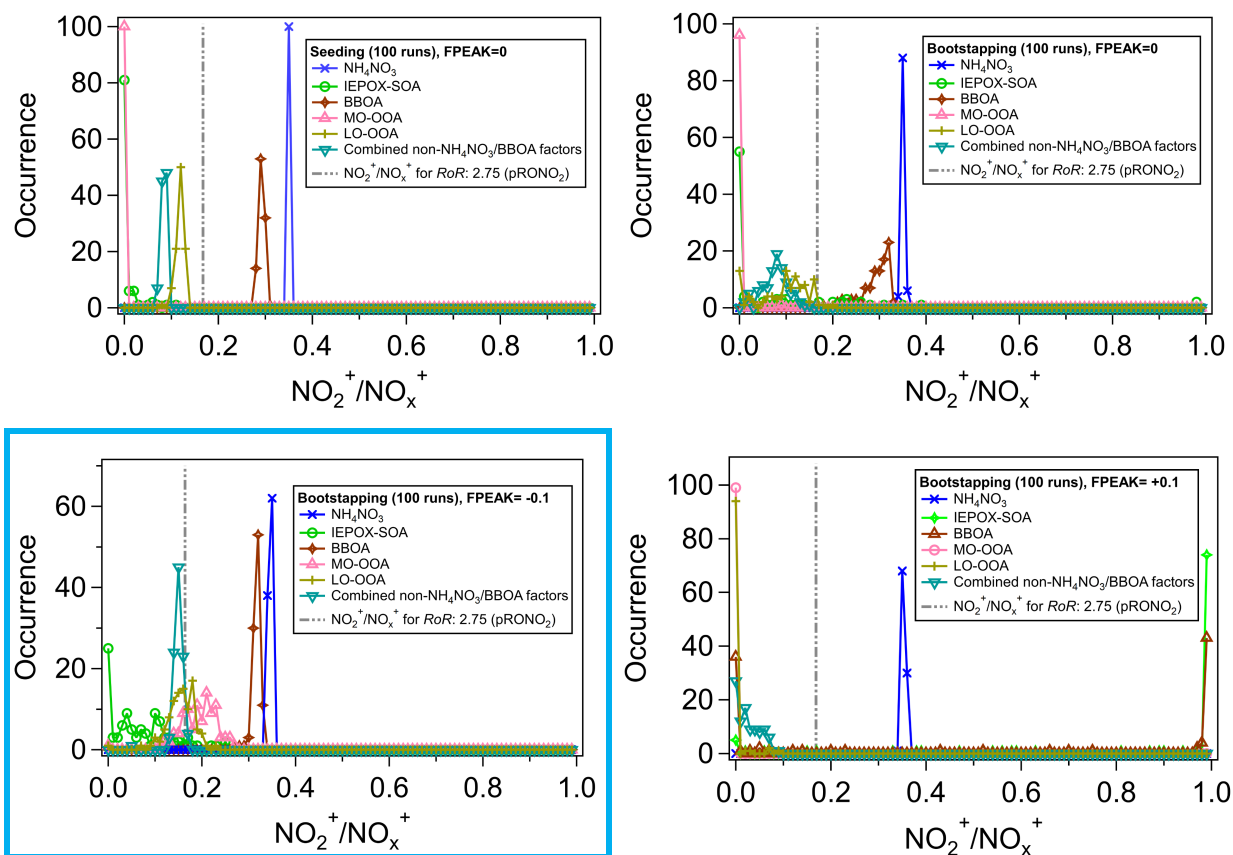 Occurrence
100
80
60
40
20
0
Seeding (100 runs), FPEAK=0
NH₄NO₃
IEPOX-SOA
BBOA
MO-OOA
LO-OOA
Combined non-NH₄NO₃/BBOA factors
NO₂⁺/NOₓ⁺ for RoR: 2.75 (pRONO₂)
0.0 0.2 0.4 0.6 0.8 1.0
NO₂⁺/NOₓ⁺
Occurrence
100
80
60
40
20
0
Bootstapping (100 runs), FPEAK=0
NH₄NO₃
IEPOX-SOA
BBOA
MO-OOA
LO-OOA
Combined non-NH₄NO₃/BBOA factors
NO₂⁺/NOₓ⁺ for RoR: 2.75 (pRONO₂)
0.0 0.2 0.4 0.6 0.8 1.0
NO₂⁺/NOₓ⁺
Occurrence
60
40
20
0
Bootstapping (100 runs), FPEAK= -0.1
NH₄NO₃
IEPOX-SOA
BBOA
MO-OOA
LO-OOA
Combined non-NH₄NO₃/BBOA factors
NO₂⁺/NOₓ⁺ for RoR: 2.75 (pRONO₂)
0.0 0.2 0.4 0.6 0.8 1.0
NO₂⁺/NOₓ⁺
Occurrence
100
80
60
40
20
0
Bootstapping (100 runs), FPEAK= +0.1
NH₄NO₃
IEPOX-SOA
BBOA
MO-OOA
LO-OOA
Combined non-NH₄NO₃/BBOA factors
NO₂⁺/NOₓ⁺ for RoR: 2.75 (pRONO₂)
0.0 0.2 0.4 0.6 0.8 1.0
NO₂⁺/NOₓ⁺